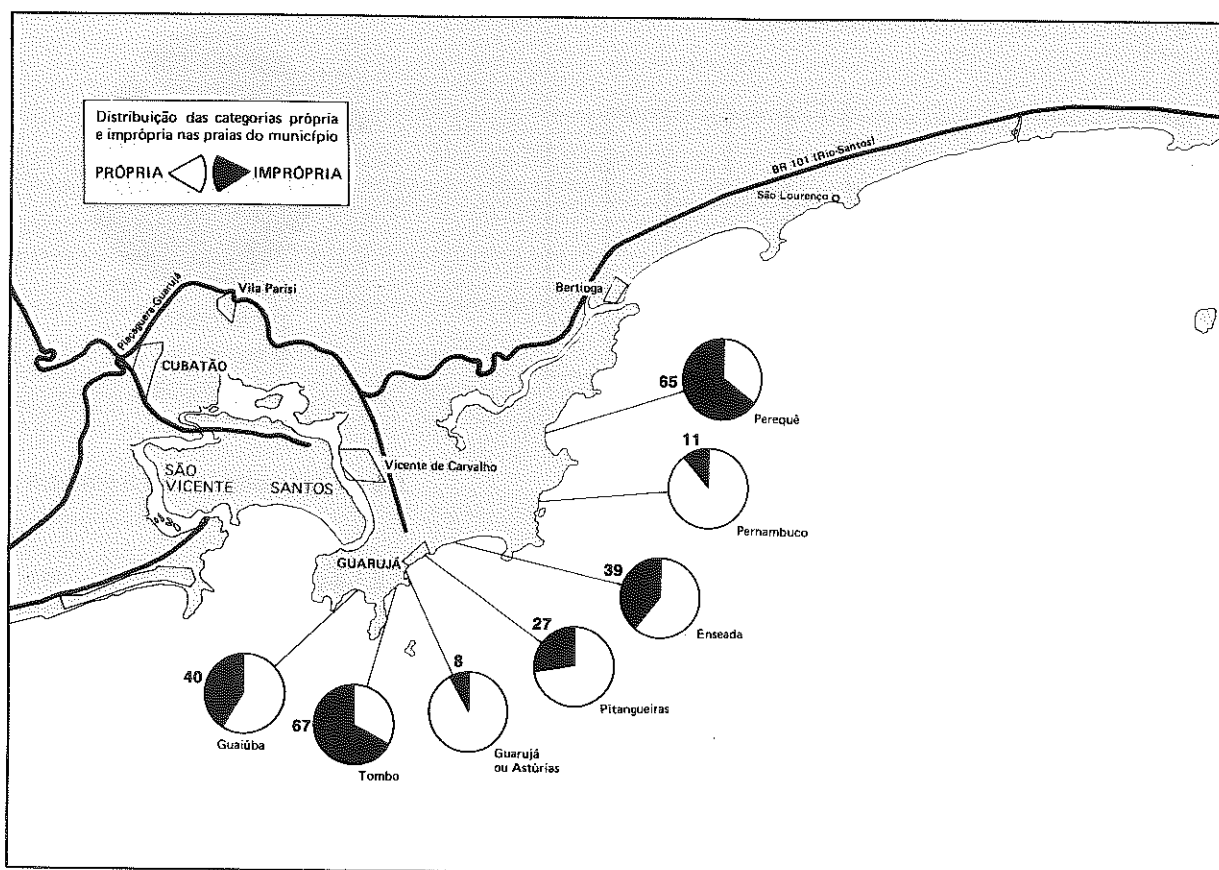 Distribuição das categorias própria
e imprópria nas praias do município
PRÓPRIA IMPRÓPRIA
BR 101 (Rio-Santos)
São Lourenço
Bertioga
Piaçaguera-Guarujá
Vila Parisi
CUBATÃO
Vicente de Carvalho
SÃO
VICENTE
SANTOS
GUARUJÁ
65
Perequê
11
Pernambuco
39
Enseada
27
Pitangueiras
8
Guarujá
ou Astúrias
67
Tombo
40
Guaiúba